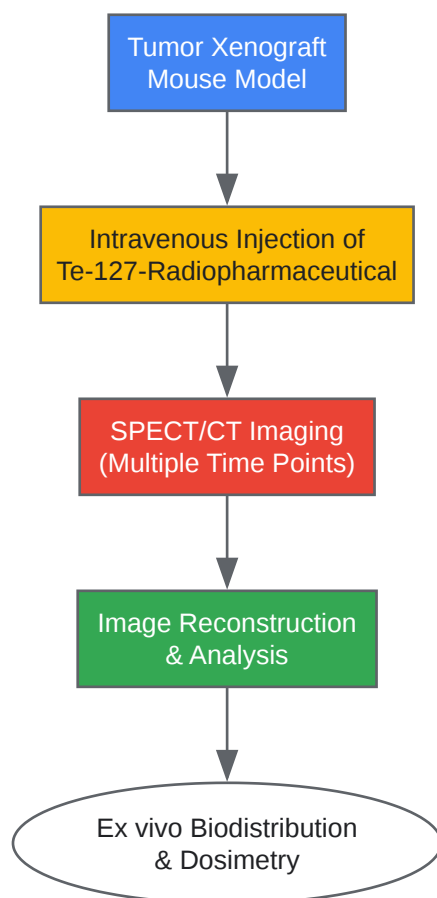 Tumor Xenograft
Mouse Model
Intravenous Injection of
Te-127-Radiopharmaceutical
SPECT/CT Imaging
(Multiple Time Points)
Image Reconstruction
& Analysis
Ex vivo Biodistribution
& Dosimetry